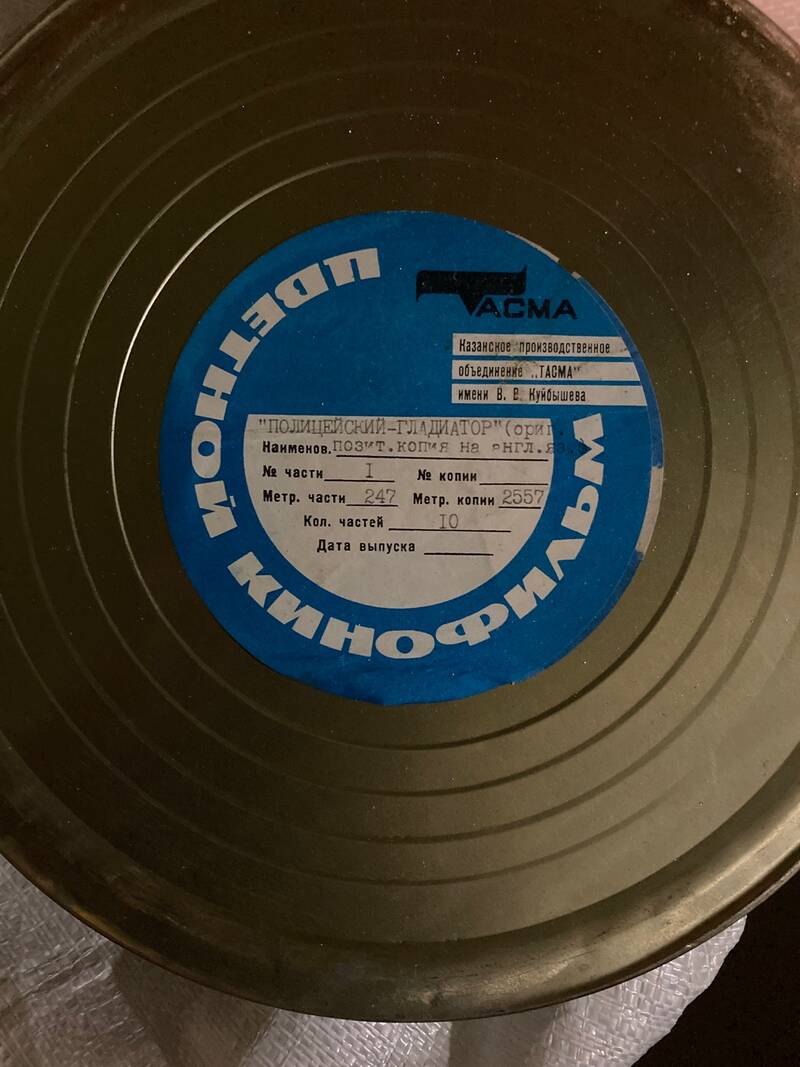 ЦВЕТНОЙ КИНОФИЛЬМ
ТАСМА
Казанское производственное
объединение „ТАСМА"
имени В. В. Куйбышева
"ПОЛИЦЕЙСКИЙ-ГЛАДИАТОР"(ориг.
Наименов. позит.копия на англ.яз.
№ части I № копии
Метр. части 247 Метр. копии 2557
Кол. частей IO
Дата выпуска